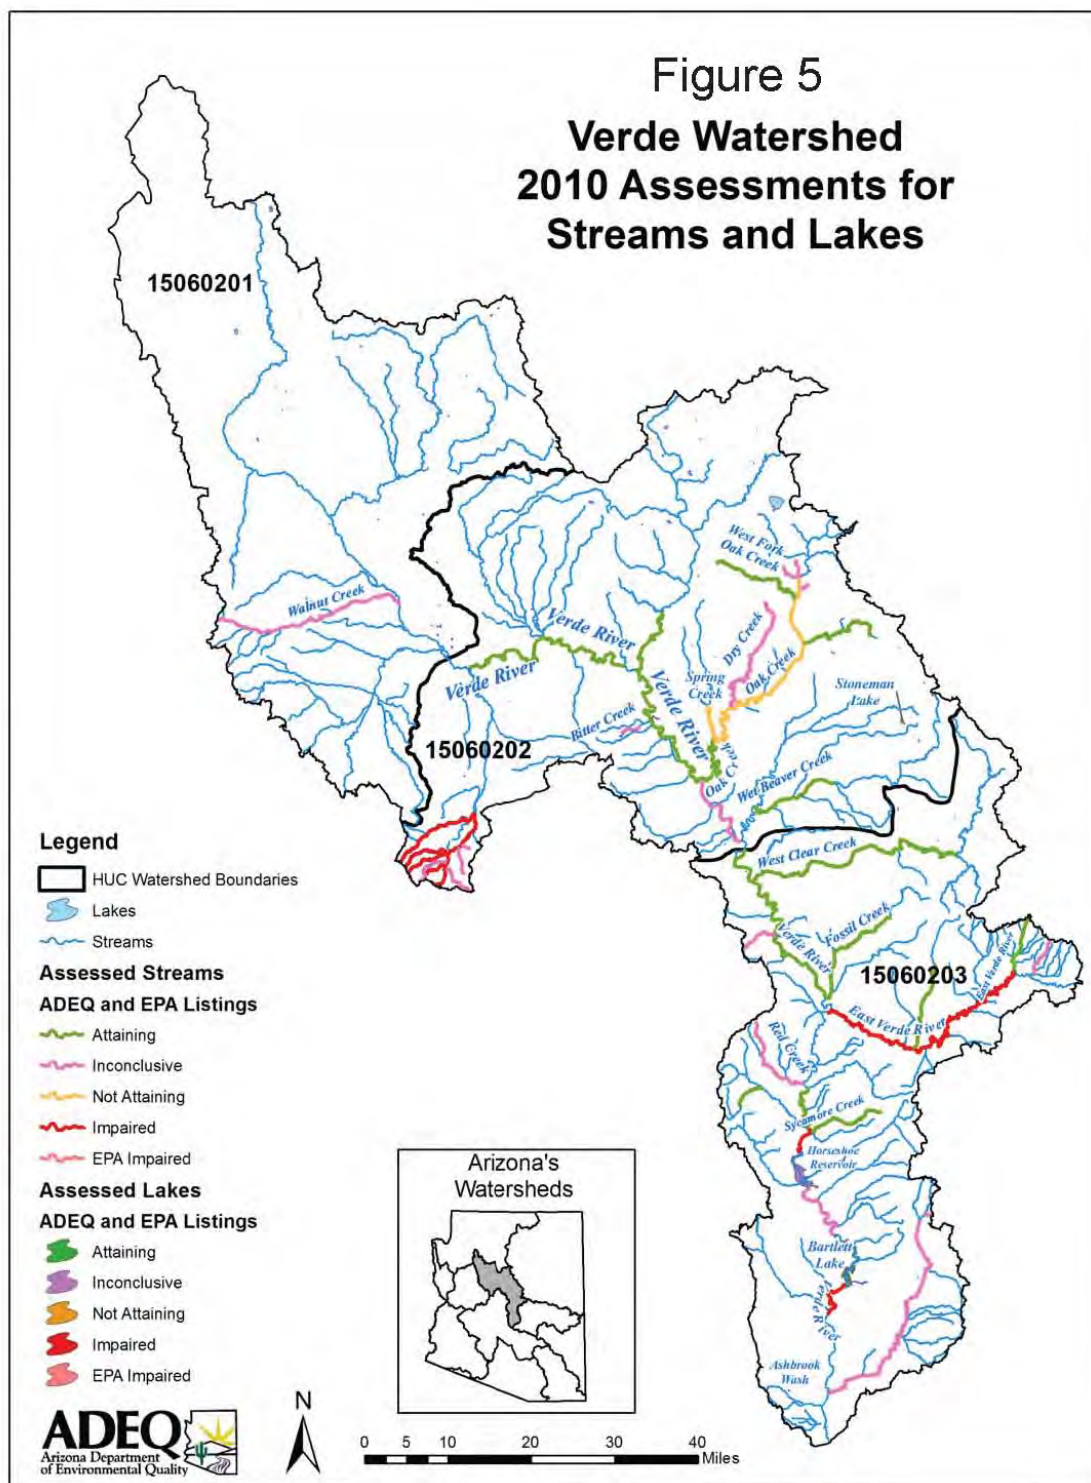 Figure 5
Verde Watershed
2010 Assessments for
Streams and Lakes
15060201
West Fork
Oak Creek
Walnut Creek
Verde River
Dry Creek
Verde River
Spring
Creek
Oak Creek
Verde River
Stoneman
Lake
Bitter Creek
15060202
Oak Creek
Wet Beaver Creek
West Clear Creek
Fossil Creek
Verde River
15060203
East Verde River
East Verde River
Red Creek
Sycamore Creek
Horseshoe
Reservoir
Bartlett
Lake
Verde River
Ashbrook
Wash
Legend
HUC Watershed Boundaries
Lakes
Streams
Assessed Streams
ADEQ and EPA Listings
Attaining
Inconclusive
Not Attaining
Impaired
EPA Impaired
Assessed Lakes
ADEQ and EPA Listings
Attaining
Inconclusive
Not Attaining
Impaired
EPA Impaired
Arizona's
Watersheds
ADEQ
Arizona Department
of Environmental Quality
N
0 5 10 20 30 40
Miles